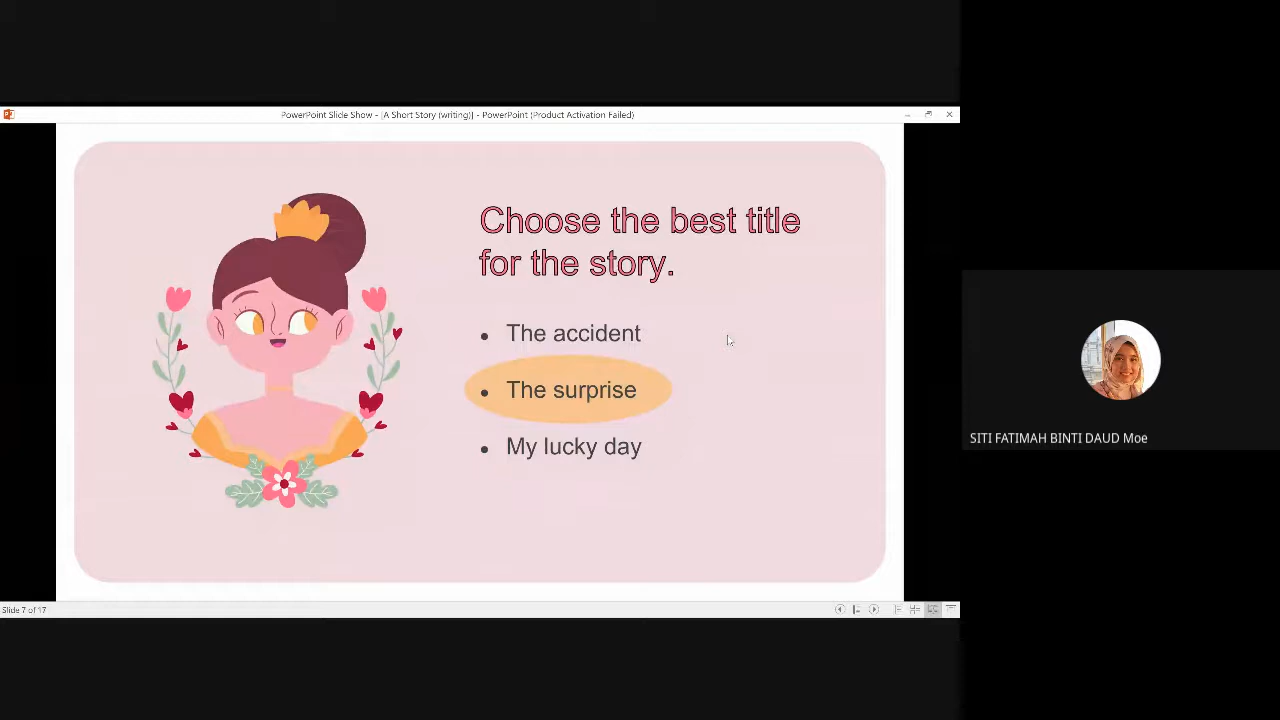 PowerPoint Slide Show - [A Short Story (writing)] - PowerPoint (Product Activation Failed)
Choose the best title
for the story.
• The accident
• The surprise
• My lucky day
SITI FATIMAH BINTI DAUD Moe
Slide 7 of 17